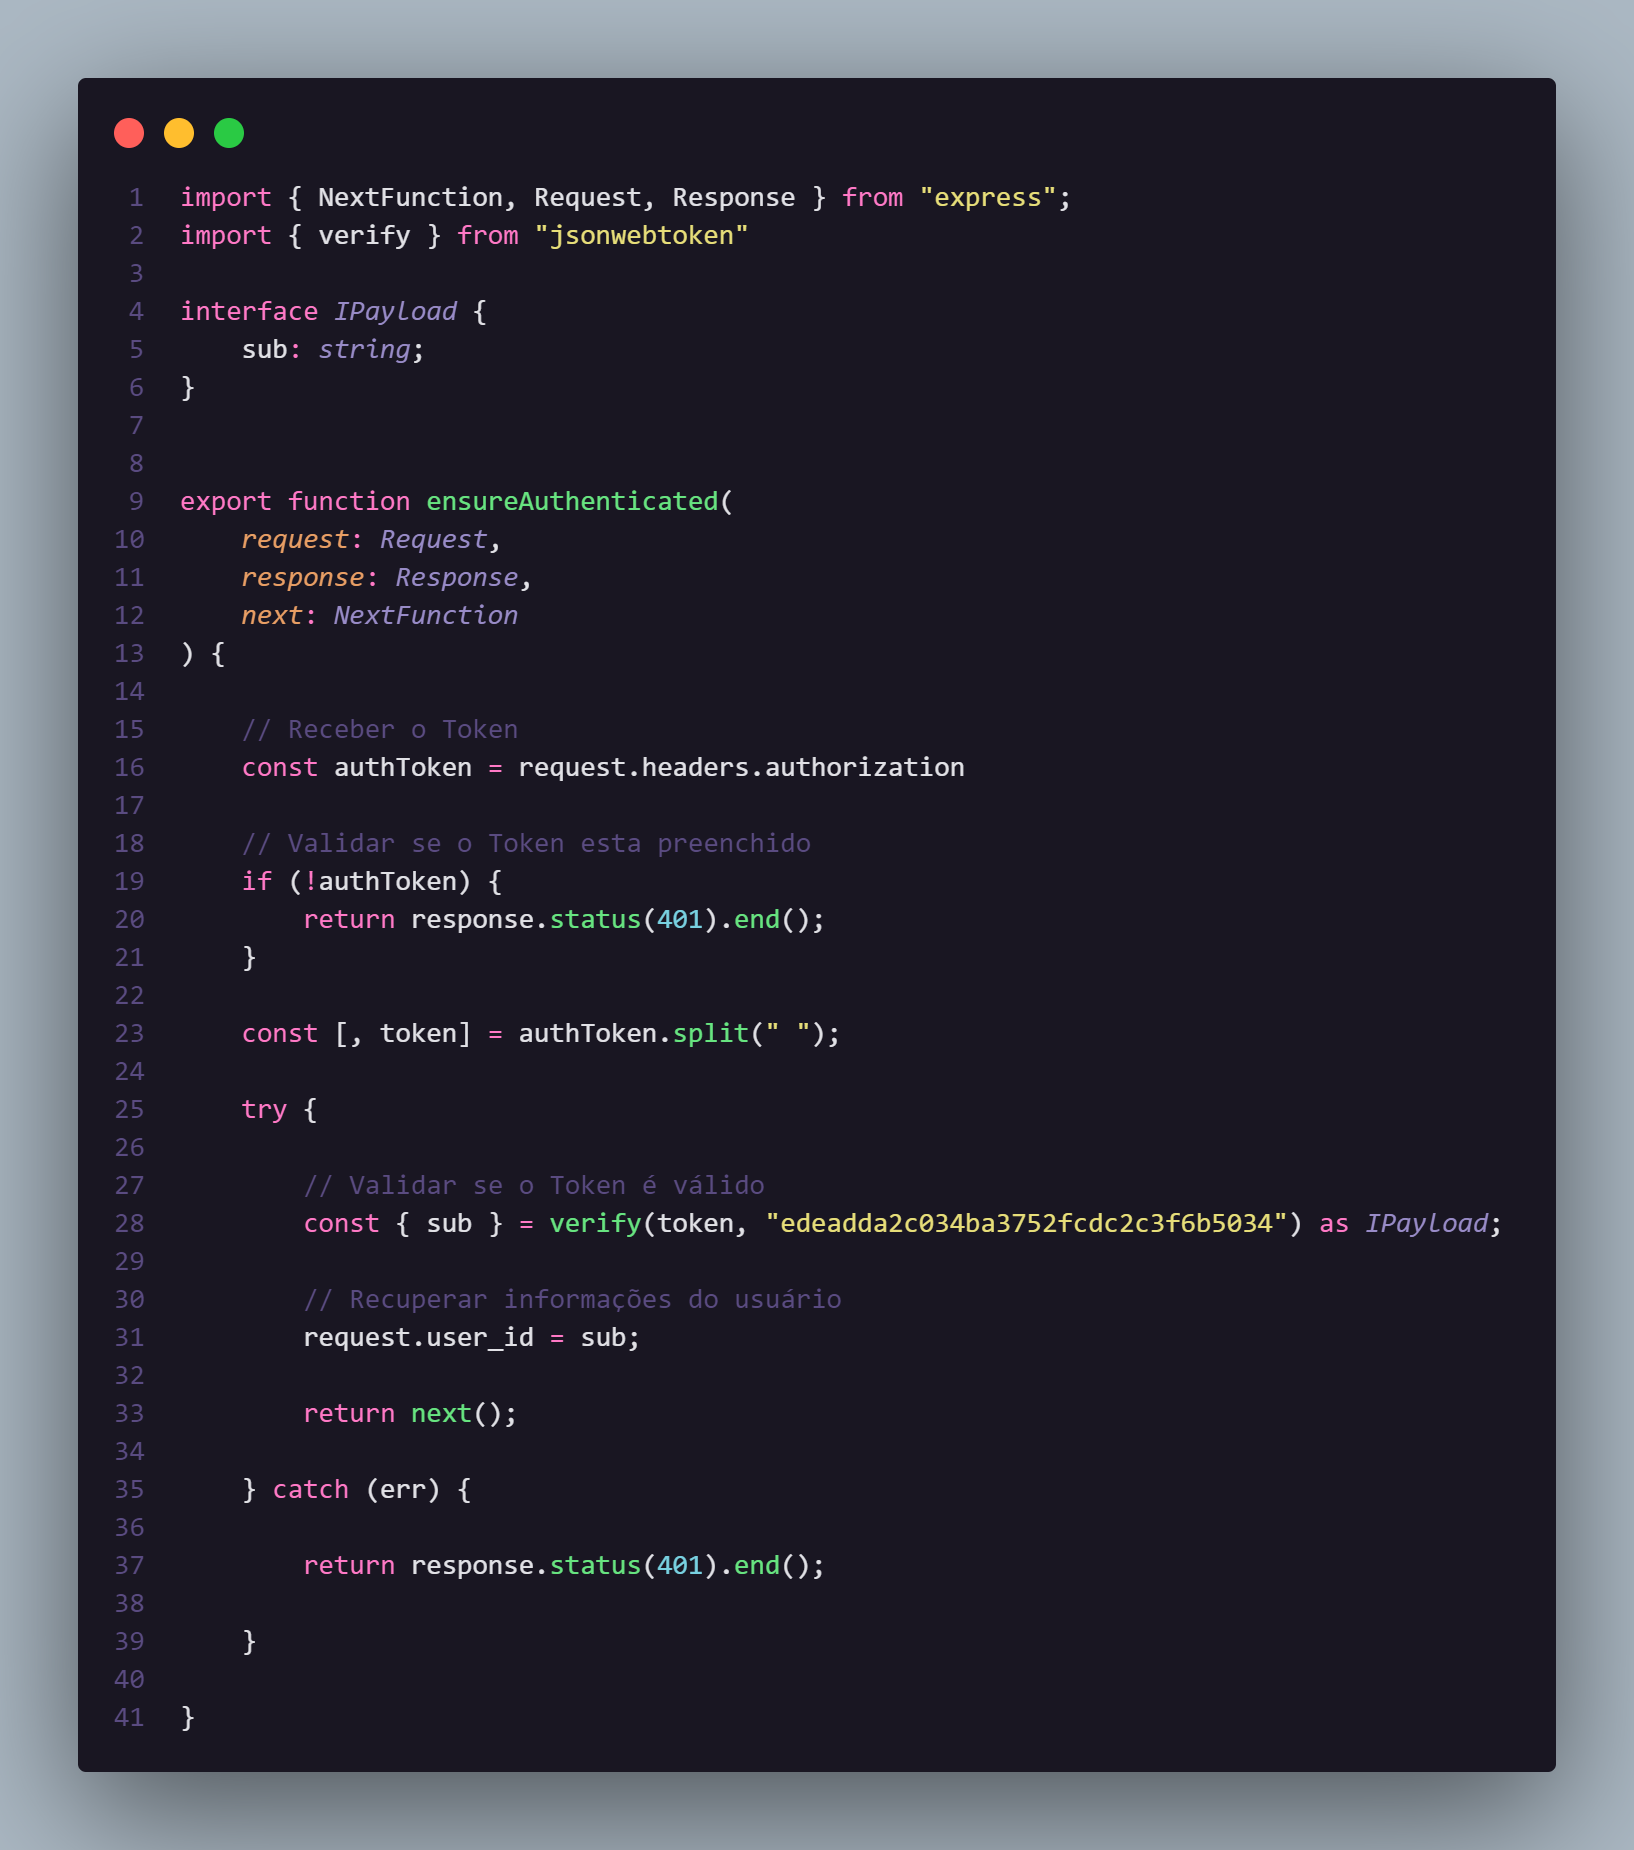 1 import { NextFunction, Request, Response } from "express";
2 import { verify } from "jsonwebtoken"
3
4 interface IPayload {
5     sub: string;
6 }
7
8
9 export function ensureAuthenticated(
10     request: Request,
11     response: Response,
12     next: NextFunction
13 ) {
14
15     // Receber o Token
16     const authToken = request.headers.authorization
17
18     // Validar se o Token esta preenchido
19     if (!authToken) {
20         return response.status(401).end();
21     }
22
23     const [, token] = authToken.split(" ");
24
25     try {
26
27         // Validar se o Token é válido
28         const { sub } = verify(token, "edeadda2c034ba3752fcdc2c3f6b5034") as IPayload;
29
30         // Recuperar informações do usuário
31         request.user_id = sub;
32
33         return next();
34
35     } catch (err) {
36
37         return response.status(401).end();
38
39     }
40
41 }